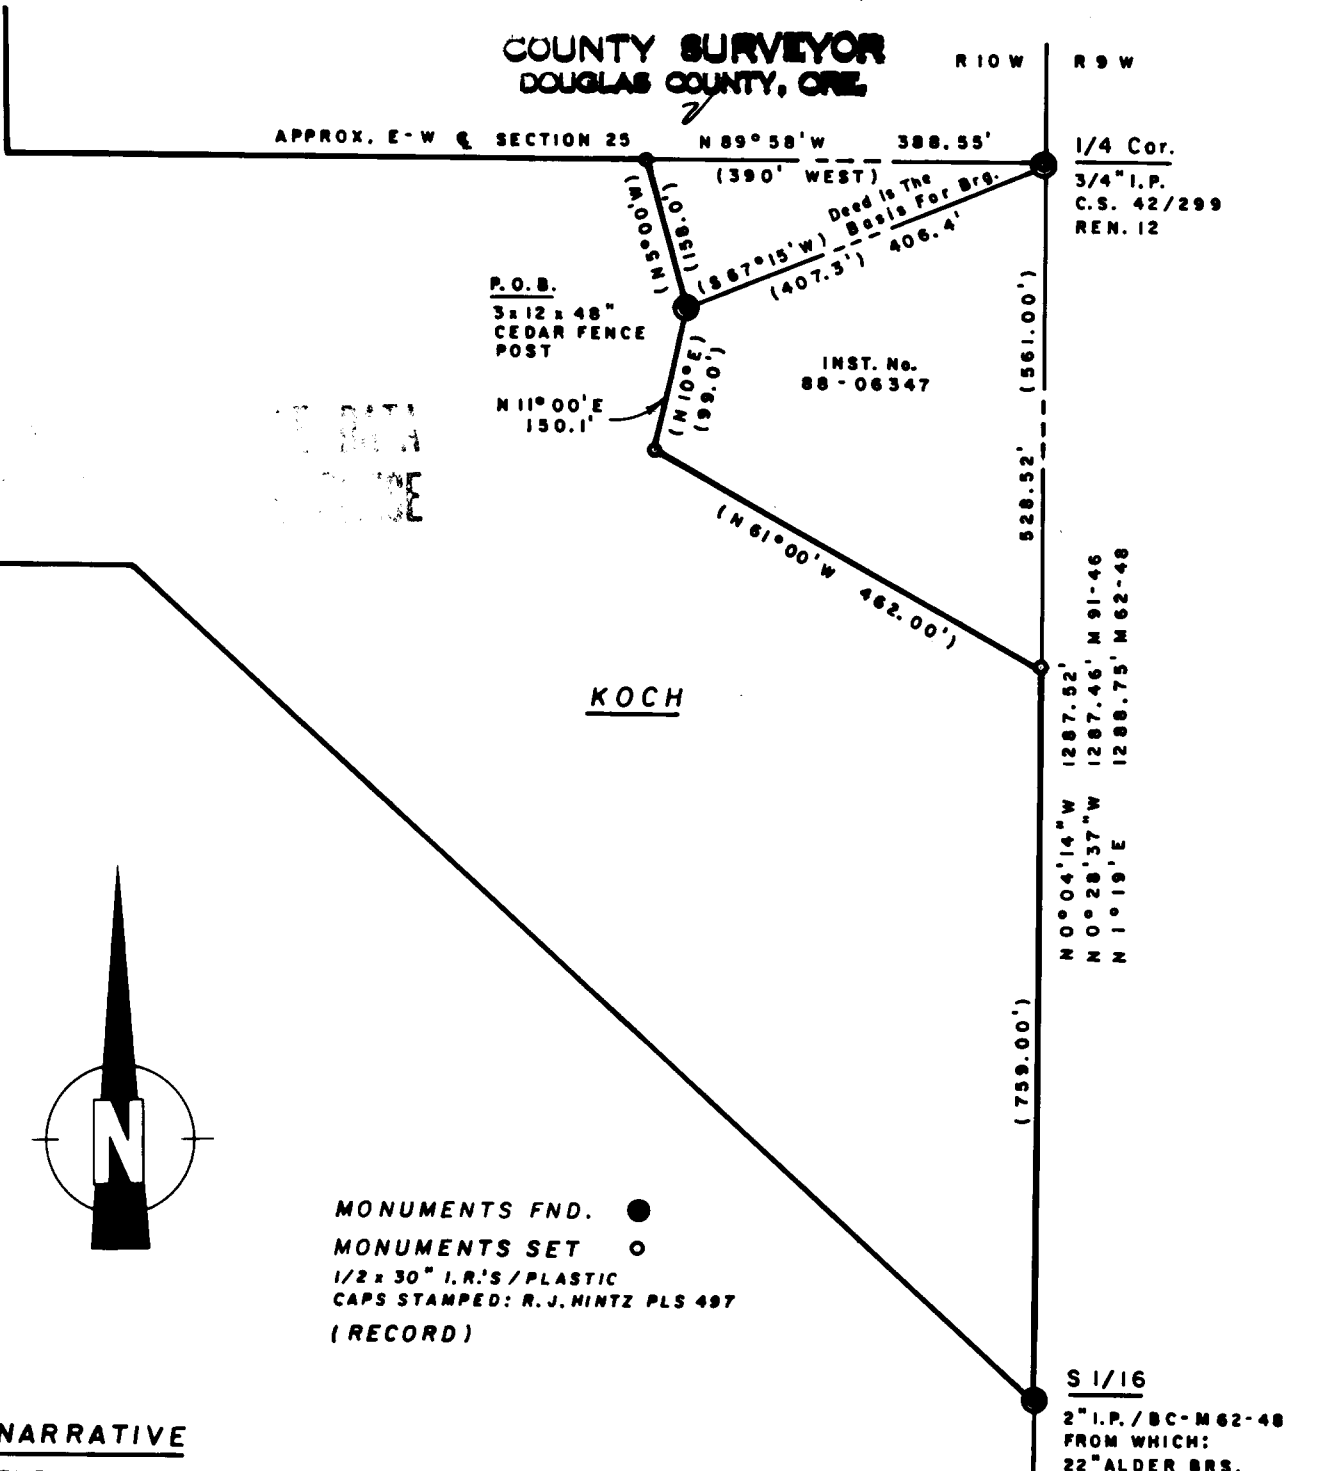 COUNTY SURVEYOR
DOUGLAS COUNTY, ORE.
R 10 W
R 9 W
APPROX. E-W ℄ SECTION 25
N 89°58'W 388.55'
(390' WEST)
1/4 Cor.
3/4" I.P.
C.S. 42/299
REN. 12
Deed Is The
Basis For Brg.
(S 67°15'W) 406.4'
(407.3')
(N 5°00'W)
(158.0')
P.O.B.
3 x 12 x 48"
CEDAR FENCE
POST
(N 10° E)
(99.0')
N 11°00'E
150.1'
INST. No.
88-06347
(561.00')
528.52'
DATA
(N 61°00'W 462.00')
KOCH
N 0°04'14"W 1287.52'
N 0°28'37"W 1287.46' M 91-46
N 1°19'E 1288.75' M 62-48
(759.00')
N
MONUMENTS FND.
MONUMENTS SET
1/2 x 30" I.R.'S / PLASTIC
CAPS STAMPED: R.J. HINTZ PLS 497
(RECORD)
S 1/16
2" I.P. / BC-M 62-48
FROM WHICH:
22" ALDER BRS.
NARRATIVE